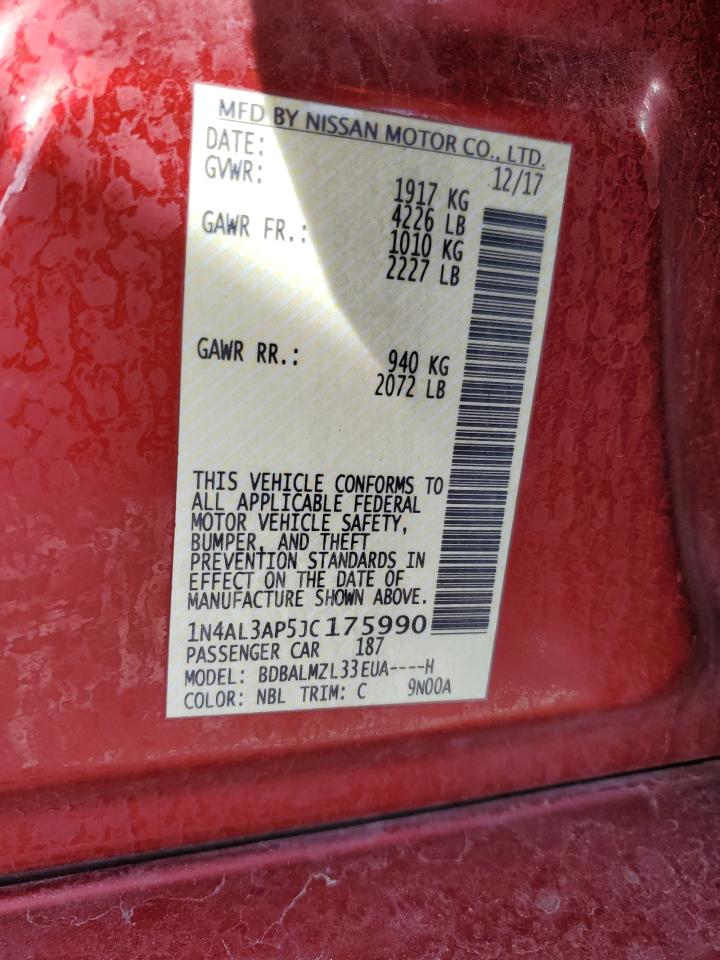 MFD BY NISSAN MOTOR CO., LTD.
DATE: 12/17
GVWR: 1917 KG
4226 LB
GAWR FR.: 1010 KG
2227 LB
GAWR RR.: 940 KG
2072 LB
THIS VEHICLE CONFORMS TO
ALL APPLICABLE FEDERAL
MOTOR VEHICLE SAFETY,
BUMPER, AND THEFT
PREVENTION STANDARDS IN
EFFECT ON THE DATE OF
MANUFACTURE SHOWN ABOVE.
1N4AL3AP5JC175990
PASSENGER CAR 187
MODEL: BDBALMZL33EUA----H
COLOR: NBL TRIM: C 9N00A